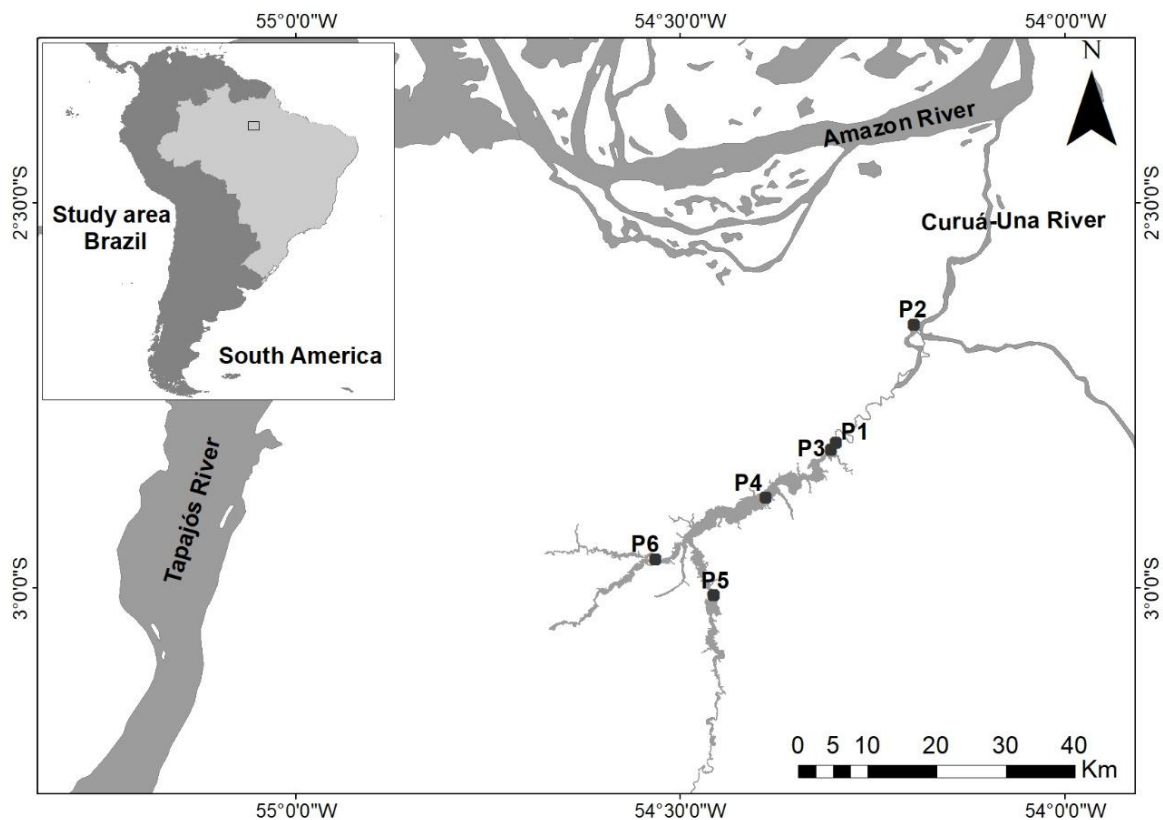 55°0'0"W 54°30'0"W 54°0'0"W
N
Amazon River
2°30'0"S
2°30'0"S
Study area
Brazil
Curuá-Una River
South America
P2
P1
P3
P4
P6
P5
Tapajós River
3°0'0"S
3°0'0"S
0 5 10 20 30 40
Km
55°0'0"W 54°30'0"W 54°0'0"W